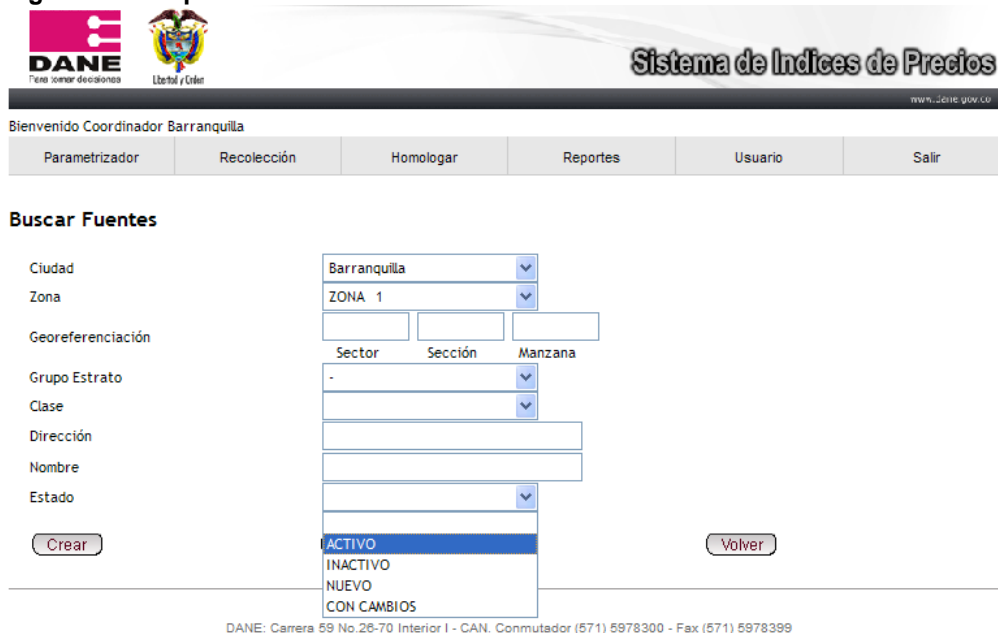 DANE
Para tomar decisiones
Libertad y Orden
Sistema de Indices de Precios
www.dane.gov.co
Bienvenido Coordinador Barranquilla
Parametrizador Recolección Homologar Reportes Usuario Salir
Buscar Fuentes
Ciudad Barranquilla
Zona ZONA 1
Georeferenciación
Sector Sección Manzana
Grupo Estrato -
Clase
Dirección
Nombre
Estado
Crear ACTIVO Volver
INACTIVO
NUEVO
CON CAMBIOS
DANE: Carrera 59 No.26-70 Interior I - CAN. Conmutador (571) 5978300 - Fax (571) 5978399